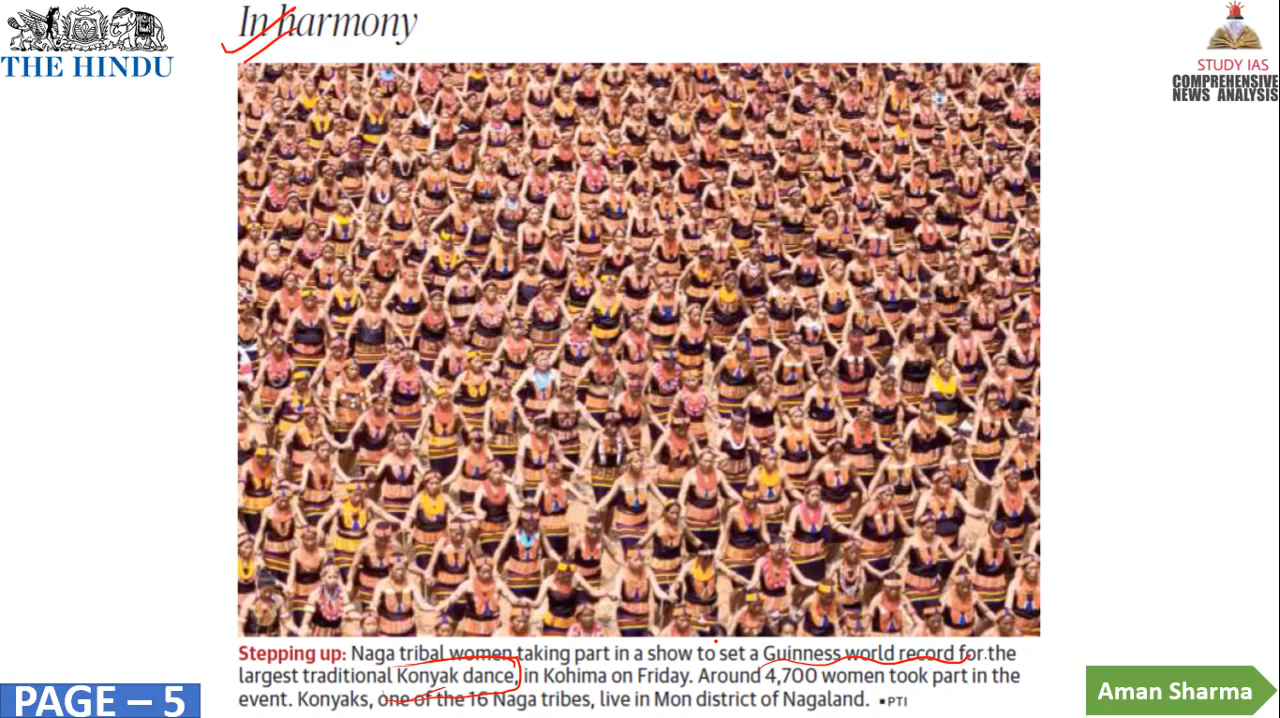 In harmony
THE HINDU
STUDY IAS
COMPREHENSIVE
NEWS ANALYSIS
Stepping up: Naga tribal women taking part in a show to set a Guinness world record for the
largest traditional Konyak dance, in Kohima on Friday. Around 4,700 women took part in the
event. Konyaks, one of the 16 Naga tribes, live in Mon district of Nagaland. ■PTI
PAGE – 5
Aman Sharma